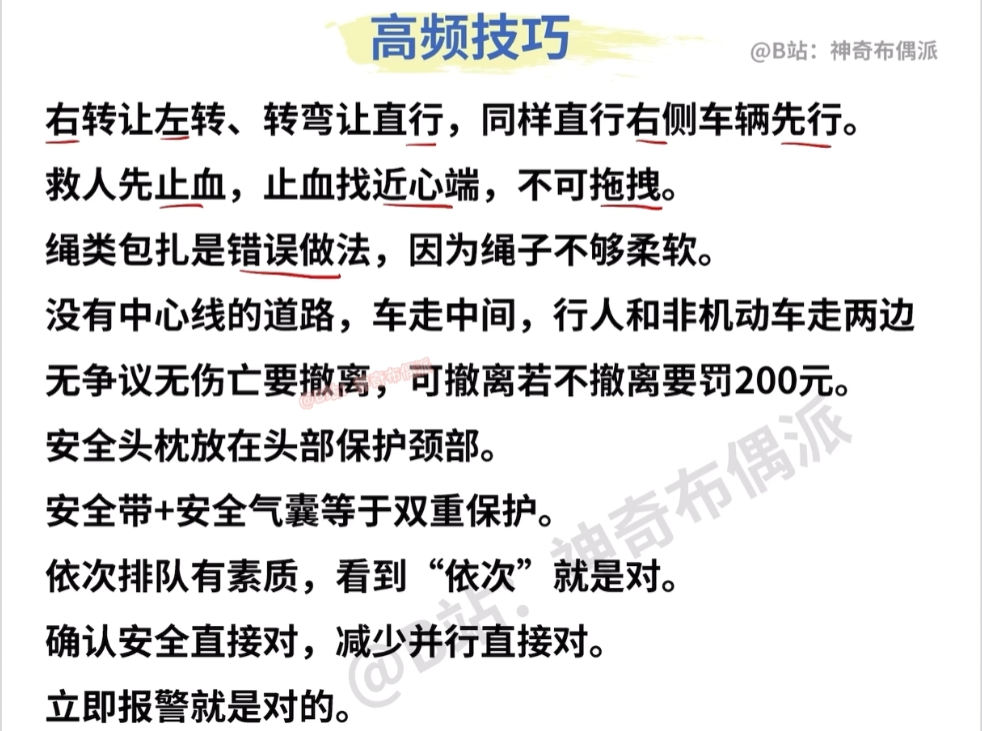 高频技巧
@B站：神奇布偶派
右转让左转、转弯让直行，同样直行右侧车辆先行。
救人先止血，止血找近心端，不可拖拽。
绳类包扎是错误做法，因为绳子不够柔软。
没有中心线的道路，车走中间，行人和非机动车走两边
无争议无伤亡要撤离，可撤离若不撤离要罚200元。
@B站：神奇布偶派
安全头枕放在头部保护颈部。
安全带+安全气囊等于双重保护。
依次排队有素质，看到“依次”就是对。
确认安全直接对，减少并行直接对。
立即报警就是对的。
@B站：神奇布偶派